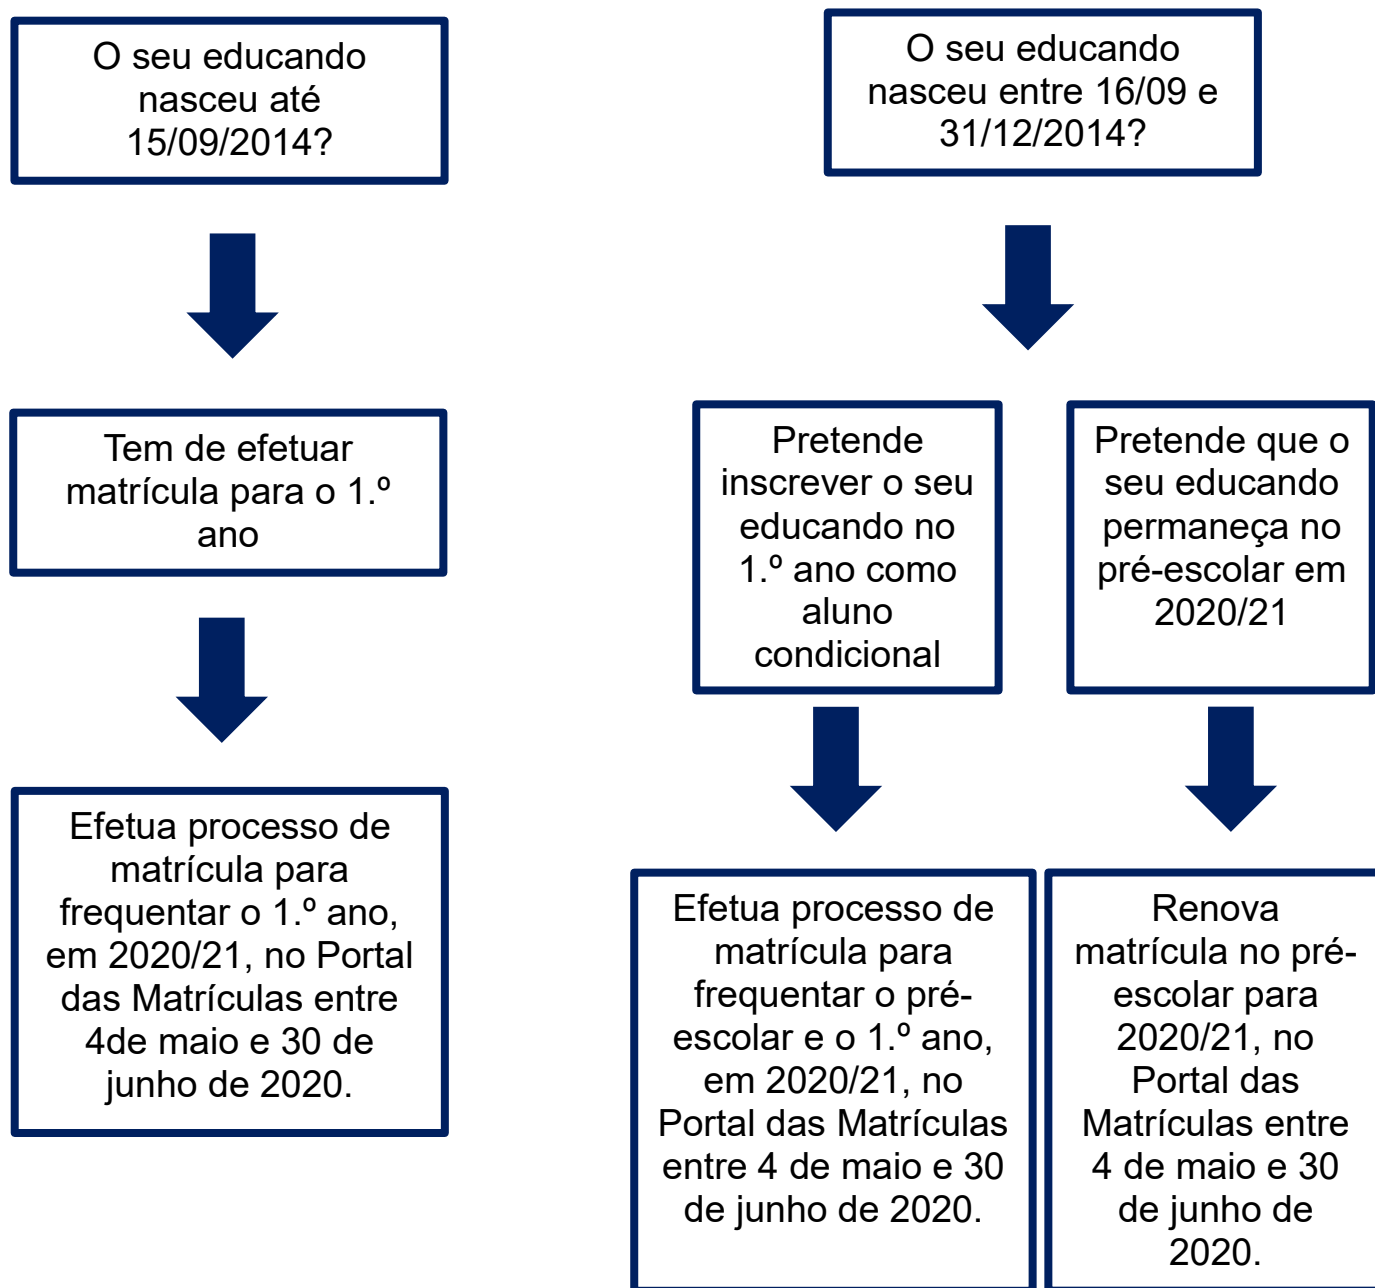 O seu educando
nasceu até
15/09/2014?
O seu educando
nasceu entre 16/09 e
31/12/2014?
Tem de efetuar
matrícula para o 1.º
ano
Pretende
inscrever o seu
educando no
1.º ano como
aluno
condicional
Pretende que o
seu educando
permaneça no
pré-escolar em
2020/21
Efetua processo de
matrícula para
frequentar o 1.º ano,
em 2020/21, no Portal
das Matrículas entre
4de maio e 30 de
junho de 2020.
Efetua processo de
matrícula para
frequentar o pré-
escolar e o 1.º ano,
em 2020/21, no
Portal das Matrículas
entre 4 de maio e 30
de junho de 2020.
Renova
matrícula no pré-
escolar para
2020/21, no
Portal das
Matrículas entre
4 de maio e 30
de junho de
2020.